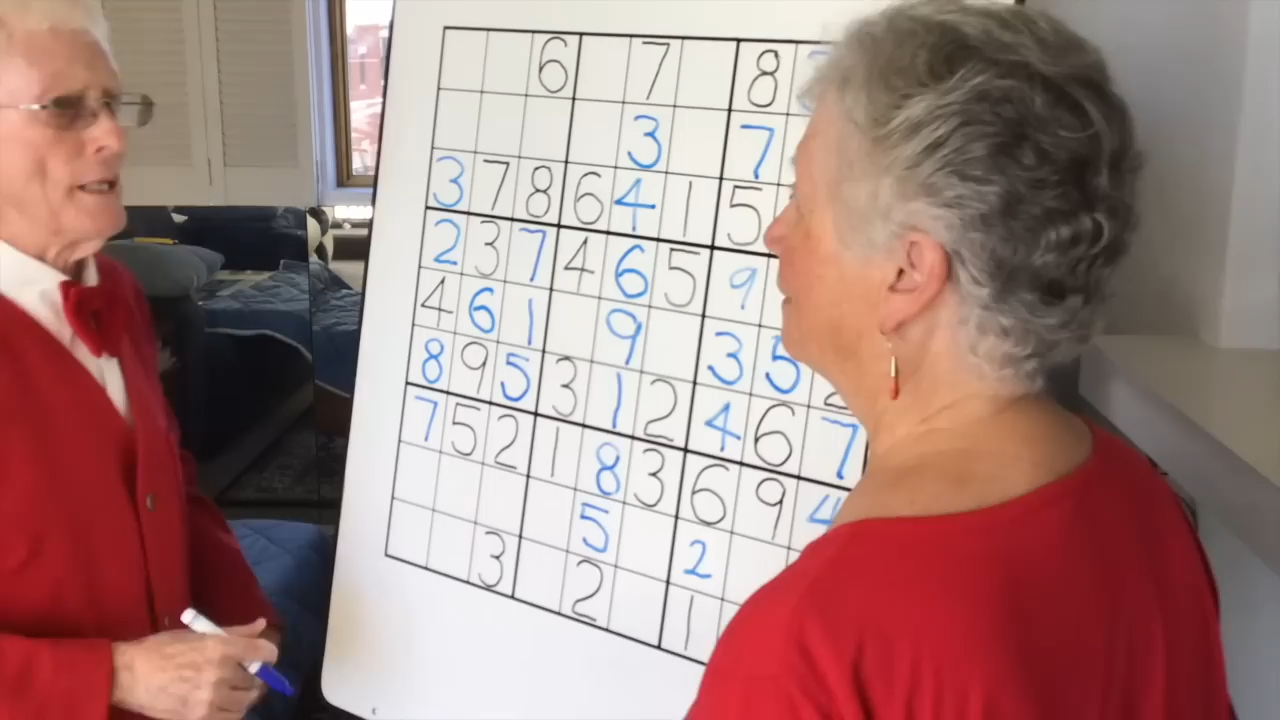 6 7 8
3 7
3 7 8 6 4 1 5
2 3 7 4 6 5 9
4 6 1 9 3 5
8 9 5 3 1 2 4 6 7
7 5 2 1 8 3 6 9 4
5 2
3 2 1